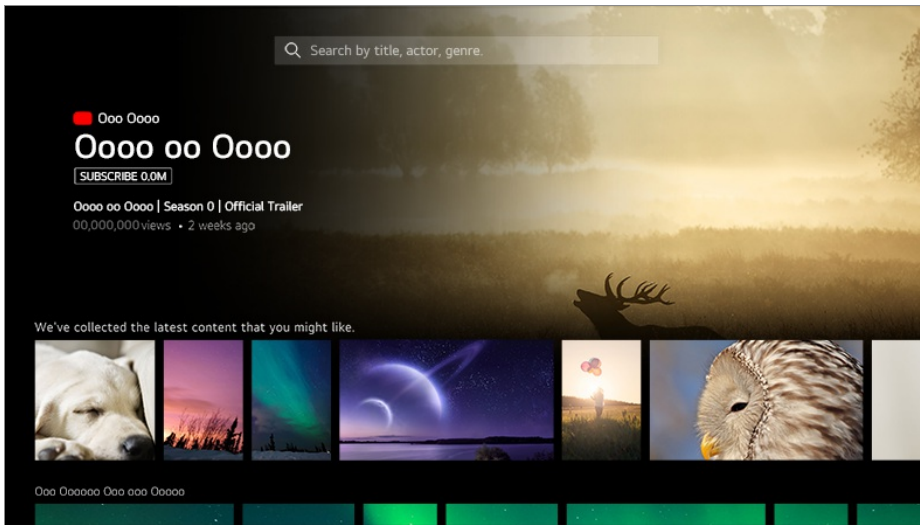 Search by title, actor, genre.
Ooo Oooo
Oooo oo Oooo
SUBSCRIBE 0.0M
Oooo oo Oooo | Season 0 | Official Trailer
00,000,000 views • 2 weeks ago
We've collected the latest content that you might like.
Ooo Oooooo Ooo ooo Ooooo